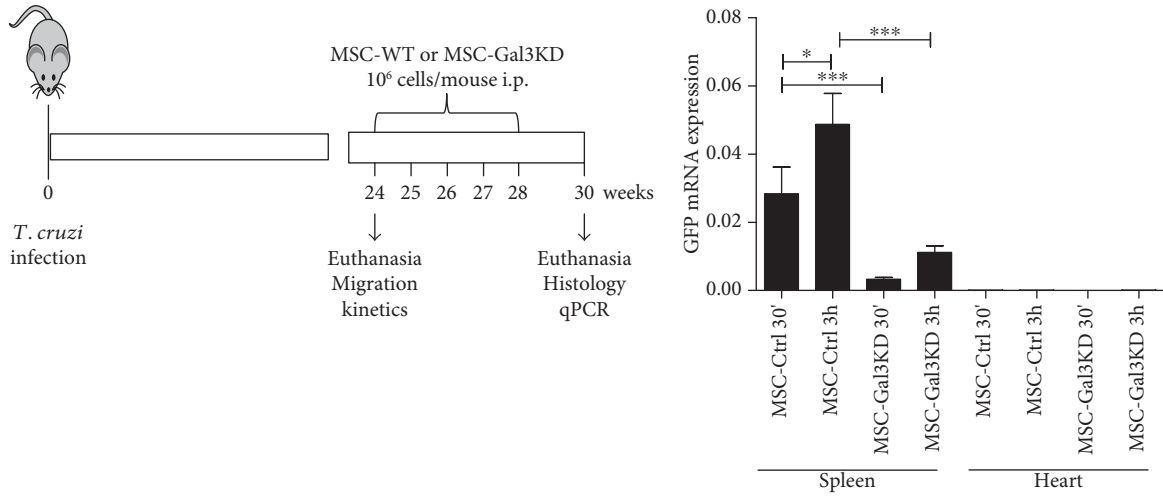 MSC-WT or MSC-Gal3KD
10⁶ cells/mouse i.p.
0
24 25 26 27 28 30 weeks
T. cruzi
infection
Euthanasia
Migration
kinetics
Euthanasia
Histology
qPCR
GFP mRNA expression
0.08
0.06
0.04
0.02
0.00
*
***
***
MSC-Ctrl 30'
MSC-Ctrl 3h
MSC-Gal3KD 30'
MSC-Gal3KD 3h
MSC-Ctrl 30'
MSC-Ctrl 3h
MSC-Gal3KD 30'
MSC-Gal3KD 3h
Spleen
Heart